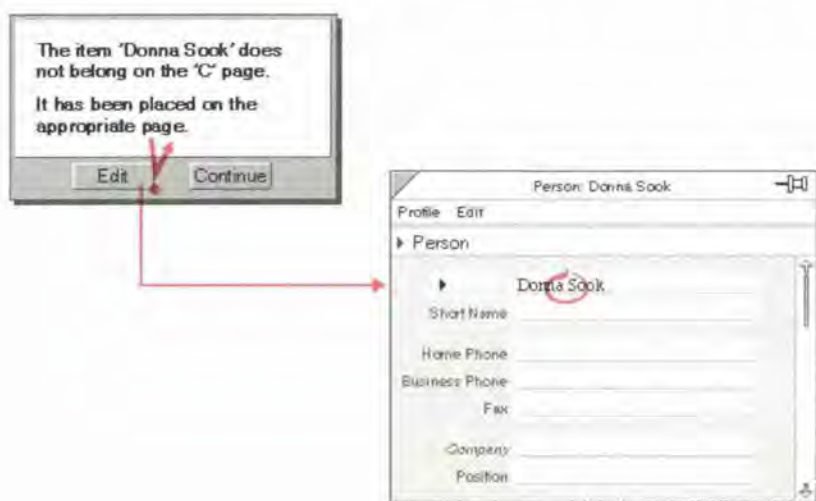 The item 'Donna Sook' does
not belong on the 'C' page.
It has been placed on the
appropriate page.
Edit
Continue
Person: Donna Sook
Profile Edit
Person
Donna Sook
Short Name
Home Phone
Business Phone
Fax
Company
Position